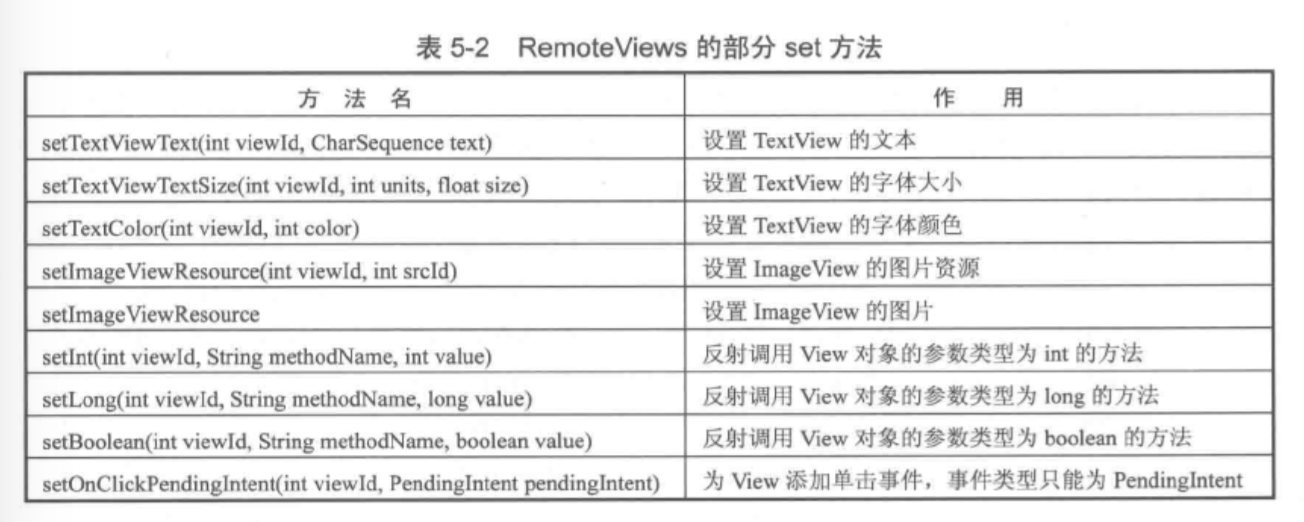 表 5-2 RemoteViews 的部分 set 方法
方 法 名 作 用
setTextViewText(int viewId, CharSequence text) 设置 TextView 的文本
setTextViewTextSize(int viewId, int units, float size) 设置 TextView 的字体大小
setTextColor(int viewId, int color) 设置 TextView 的字体颜色
setImageViewResource(int viewId, int srcId) 设置 ImageView 的图片资源
setImageViewResource 设置 ImageView 的图片
setInt(int viewId, String methodName, int value) 反射调用 View 对象的参数类型为 int 的方法
setLong(int viewId, String methodName, long value) 反射调用 View 对象的参数类型为 long 的方法
setBoolean(int viewId, String methodName, boolean value) 反射调用 View 对象的参数类型为 boolean 的方法
setOnClickPendingIntent(int viewId, PendingIntent pendingIntent) 为 View 添加单击事件，事件类型只能为 PendingIntent